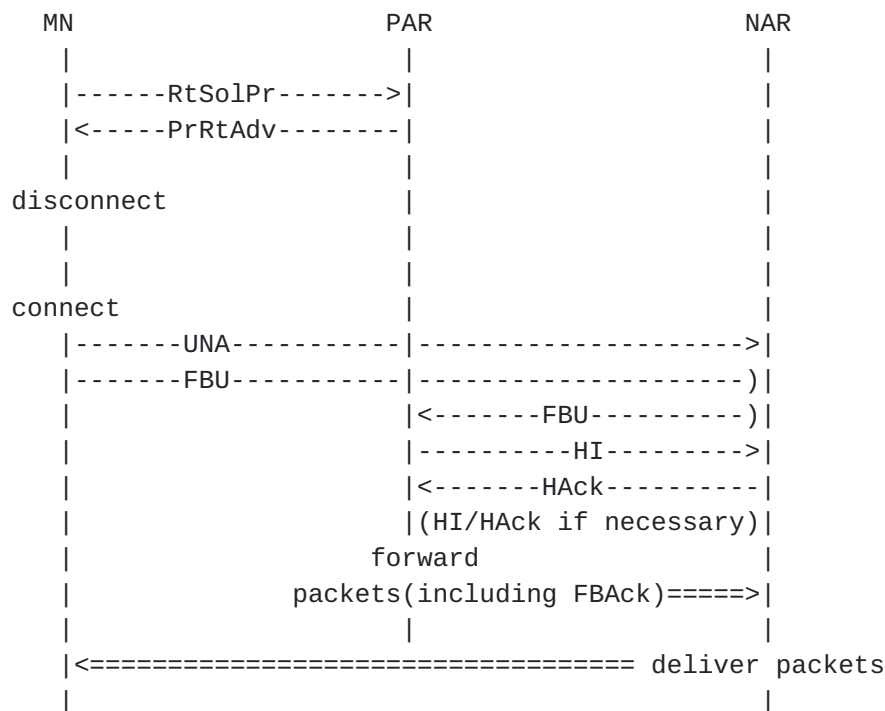 MN PAR NAR
| | |
|------RtSolPr------->| |
|<-----PrRtAdv--------| |
| | |
disconnect | |
| | |
| | |
connect | |
|-------UNA-----------|--------------------->|
|-------FBU-----------|---------------------)|
| |<-------FBU----------)|
| |----------HI--------->|
| |<-------HAck----------|
| |(HI/HAck if necessary)|
| forward |
| packets(including FBAck)=====>|
| | |
|<=================================== deliver packets
| |